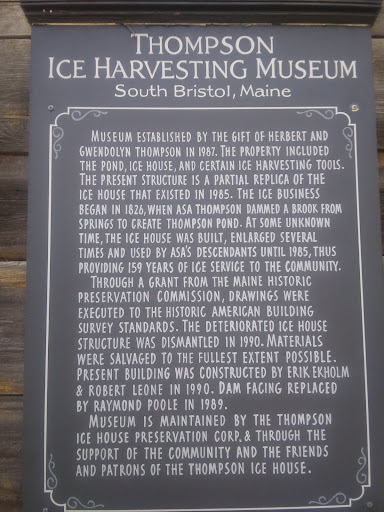 THOMPSON
ICE HARVESTING MUSEUM
SOUTH BRISTOL, MAINE
MUSEUM ESTABLISHED BY THE GIFT OF HERBERT AND
GWENDOLYN THOMPSON IN 1987. THE PROPERTY INCLUDED
THE POND, ICE HOUSE, AND CERTAIN ICE HARVESTING TOOLS.
THE PRESENT STRUCTURE IS A PARTIAL REPLICA OF THE
ICE HOUSE THAT EXISTED IN 1985. THE ICE BUSINESS
BEGAN IN 1826, WHEN ASA THOMPSON DAMMED A BROOK FROM
SPRINGS TO CREATE THOMPSON POND. AT SOME UNKNOWN
TIME, THE ICE HOUSE WAS BUILT, ENLARGED SEVERAL
TIMES AND USED BY ASA'S DESCENDANTS UNTIL 1985, THUS
PROVIDING 159 YEARS OF ICE SERVICE TO THE COMMUNITY.
THROUGH A GRANT FROM THE MAINE HISTORIC
PRESERVATION COMMISSION, DRAWINGS WERE
EXECUTED TO THE HISTORIC AMERICAN BUILDING
SURVEY STANDARDS. THE DETERIORATED ICE HOUSE
STRUCTURE WAS DISMANTLED IN 1990. MATERIALS
WERE SALVAGED TO THE FULLEST EXTENT POSSIBLE.
PRESENT BUILDING WAS CONSTRUCTED BY ERIK EKHOLM
& ROBERT LEONE IN 1990. DAM FACING REPLACED
BY RAYMOND POOLE IN 1989.
MUSEUM IS MAINTAINED BY THE THOMPSON
ICE HOUSE PRESERVATION CORP. & THROUGH THE
SUPPORT OF THE COMMUNITY AND THE FRIENDS
AND PATRONS OF THE THOMPSON ICE HOUSE.